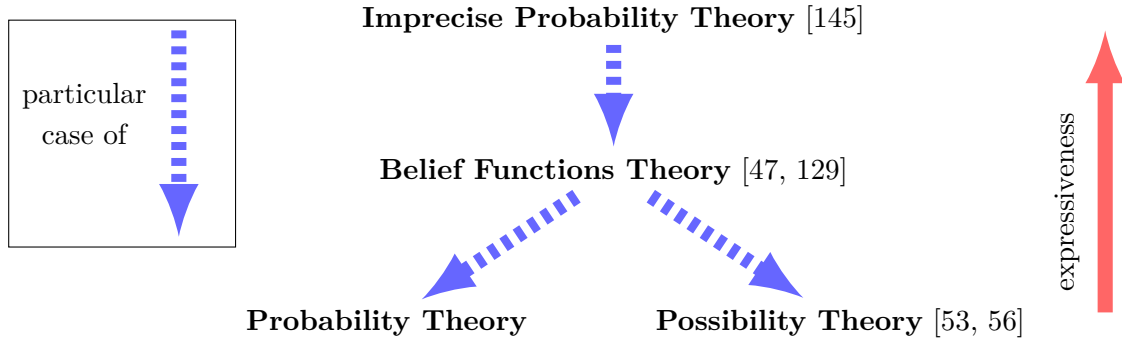 Imprecise Probability Theory [145]
particular
case of
Belief Functions Theory [47, 129]
expressiveness
Probability Theory
Possibility Theory [53, 56]